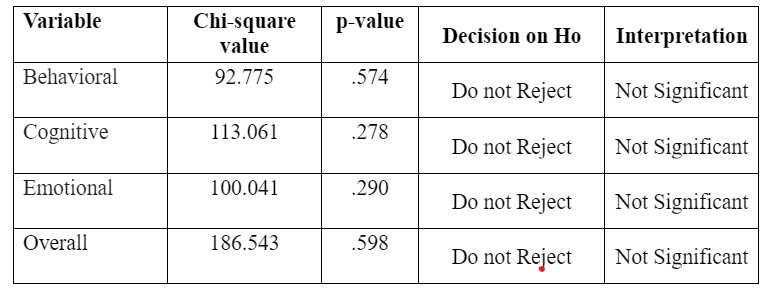 Variable Chi-square value p-value Decision on Ho Interpretation
Behavioral 92.775 .574 Do not Reject Not Significant
Cognitive 113.061 .278 Do not Reject Not Significant
Emotional 100.041 .290 Do not Reject Not Significant
Overall 186.543 .598 Do not Reject Not Significant